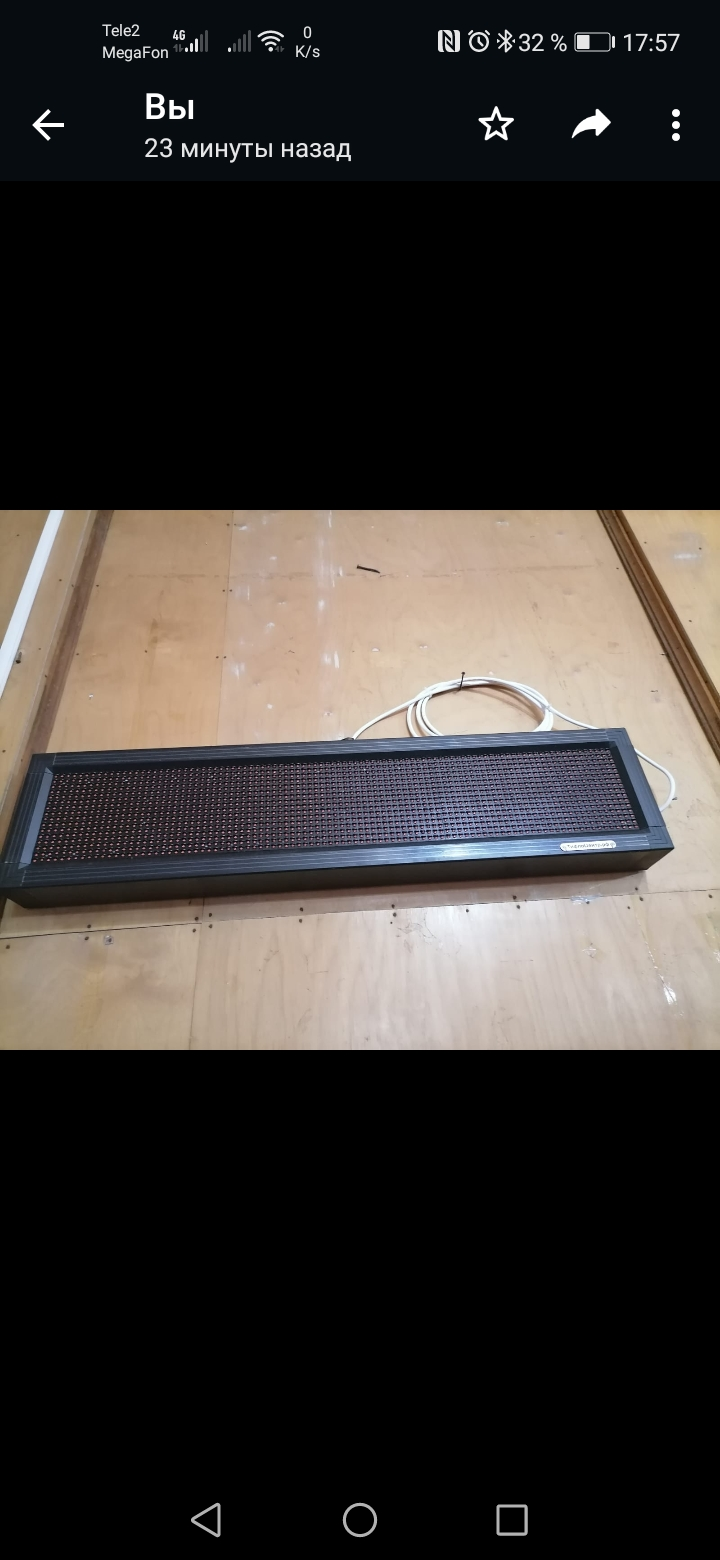 Tele2
MegaFon
4G
0
K/s
32 %
17:57
Вы
23 минуты назад